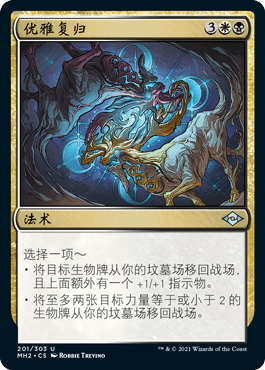 优雅复归 3
法术
选择一项～
• 将目标生物牌从你的坟墓场移回战场，
且上面额外有一个 +1/+1 指示物。
• 将至多两张目标力量等于或小于 2 的
生物牌从你的坟墓场移回战场。
201/303 U
MH2 • CS ROBBIE TREVINO
™ & © 2021 Wizards of the Coast